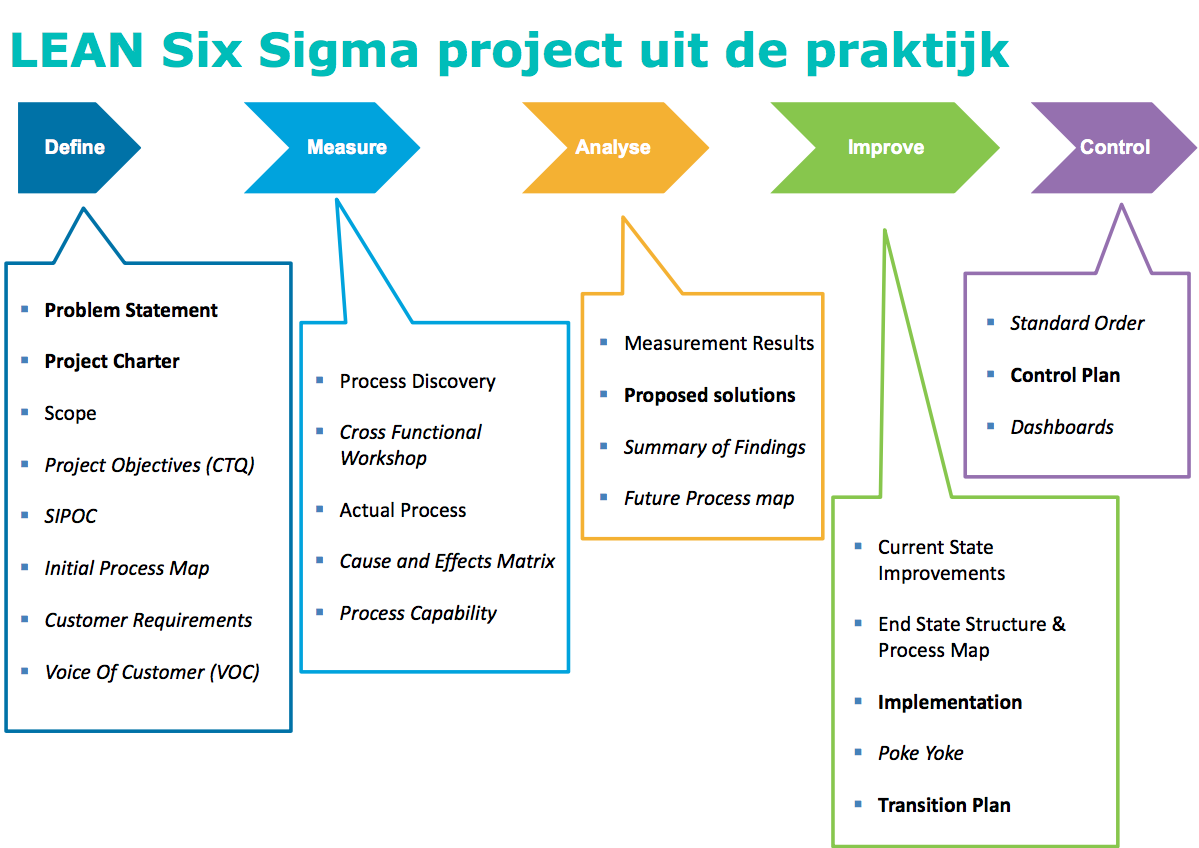 LEAN Six Sigma project uit de praktijk
Define
Measure
Analyse
Improve
Control
Problem Statement
Project Charter
Scope
Project Objectives (CTQ)
SIPOC
Initial Process Map
Customer Requirements
Voice Of Customer (VOC)
Process Discovery
Cross Functional
Workshop
Actual Process
Cause and Effects Matrix
Process Capability
Measurement Results
Proposed solutions
Summary of Findings
Future Process map
Current State
Improvements
End State Structure &
Process Map
Implementation
Poke Yoke
Transition Plan
Standard Order
Control Plan
Dashboards